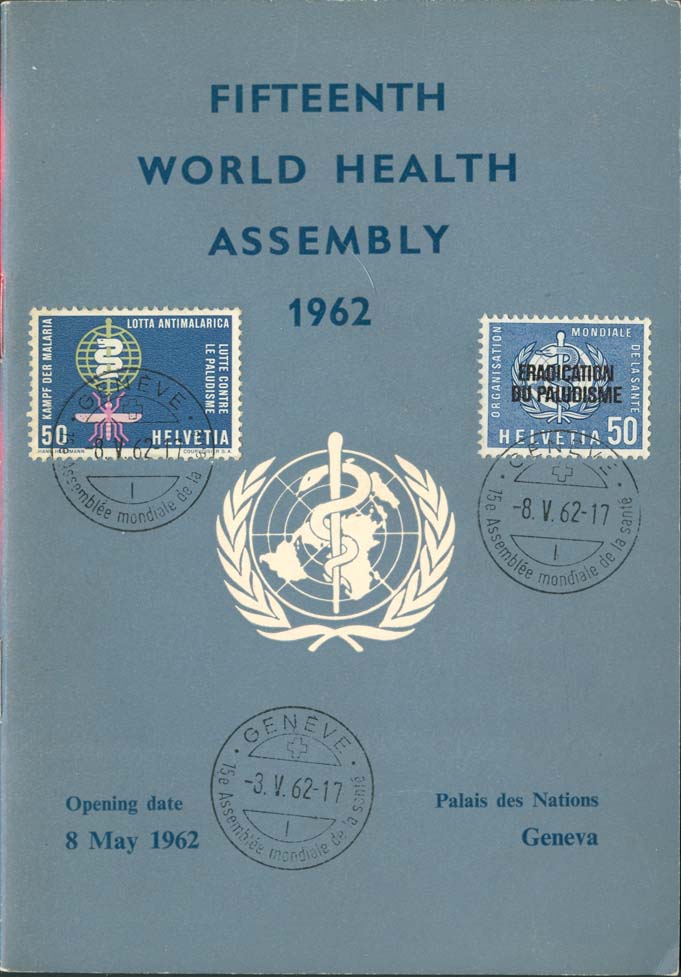 FIFTEENTH
WORLD HEALTH
ASSEMBLY
1962
KAMPF DER MALARIA
LOTTA ANTIMALARICA
LUTTE CONTRE
LE PALUDISME
50 HELVETIA
COURVOISIER S.A.
GENÈVE
8.V.62-17
15e Assemblée mondiale de la
ORGANISATION MONDIALE DE LA SANTÉ
ERADICATION
DU PALUDISME
HELVETIA 50
GENÈVE
-8.V.62-17
I
15e Assemblée mondiale de la santé
GENÈVE
-3.V.62-17
I
15e Assemblée mondiale de la santé
Opening date
8 May 1962
Palais des Nations
Geneva